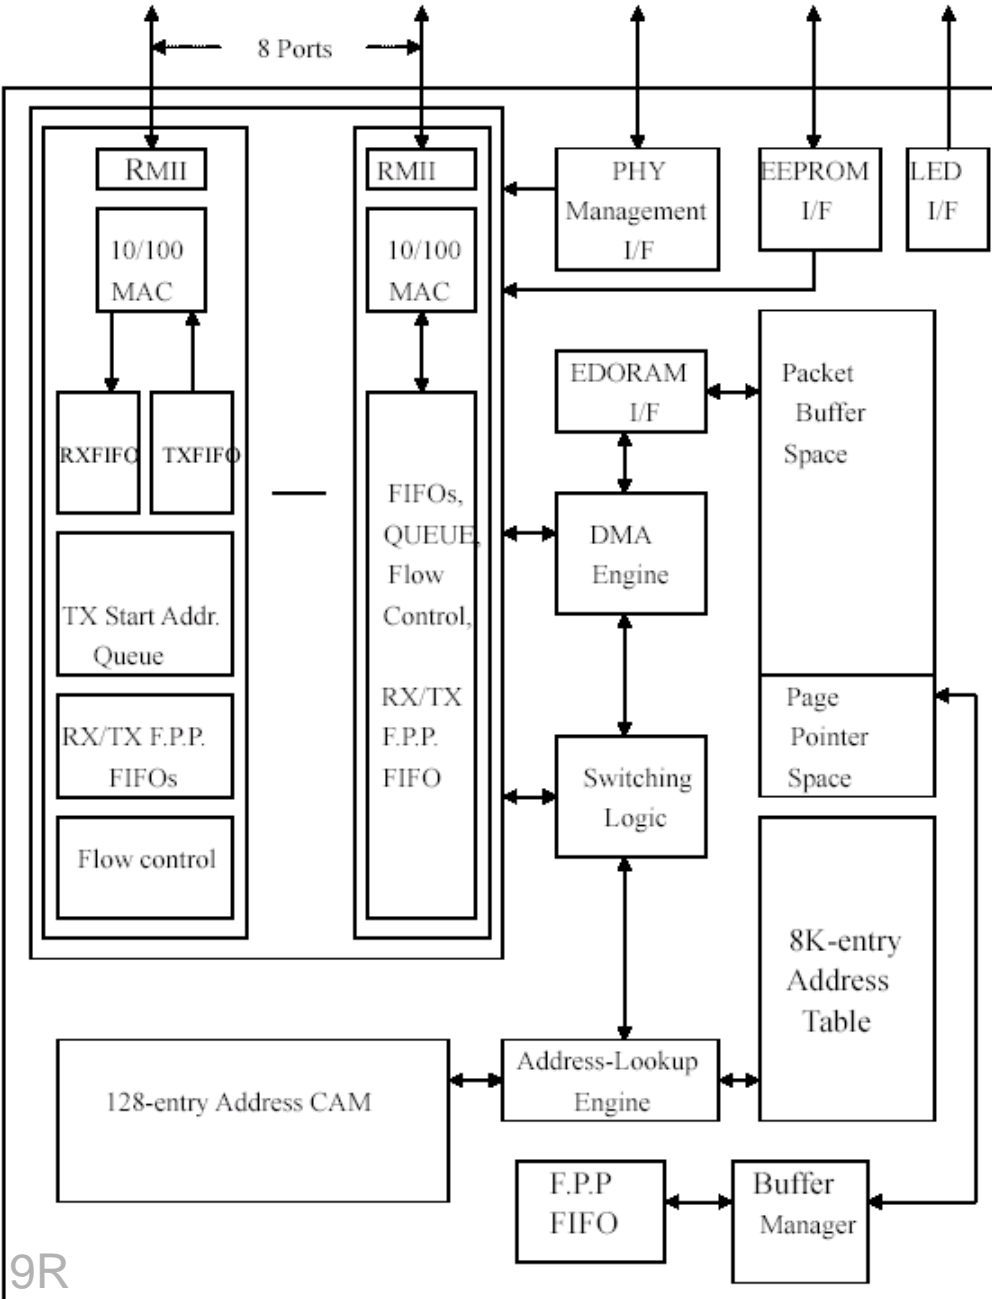 8 Ports
RMII
10/100
MAC
RXFIFO
TXFIFO
TX Start Addr.
Queue
RX/TX F.P.P.
FIFOs
Flow control
RMII
10/100
MAC
FIFOs,
QUEUE,
Flow
Control,
RX/TX
F.P.P.
FIFO
PHY
Management
I/F
EEPROM
I/F
LED
I/F
EDORAM
I/F
DMA
Engine
Switching
Logic
Packet
Buffer
Space
Page
Pointer
Space
8K-entry
Address
Table
128-entry Address CAM
Address-Lookup
Engine
F.P.P
FIFO
Buffer
Manager
9R